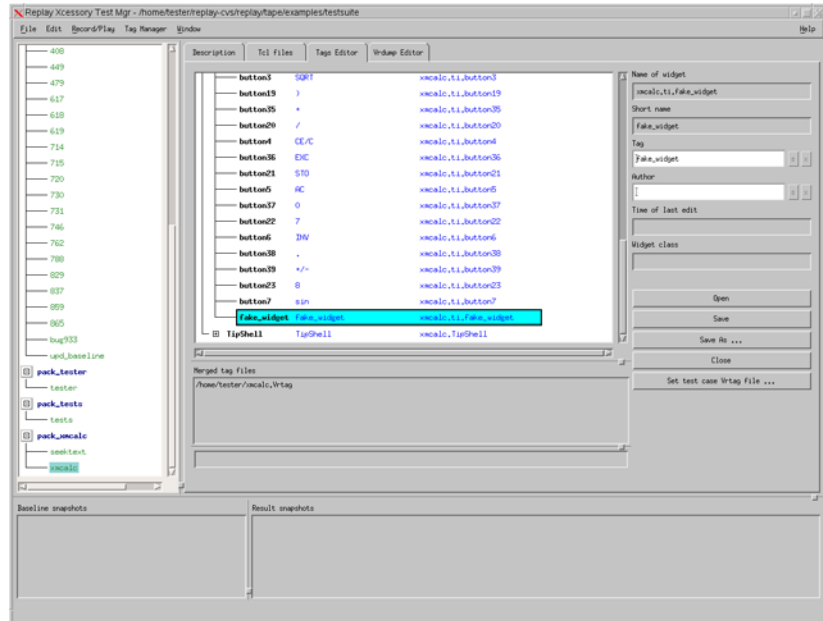 Replay Xcessory Test Mgr - /home/tester/replay-cvs/replay/tape/examples/testsuite
File Edit Record/Play Tag Manager Window Help
408
449
479
617
618
619
714
715
720
730
731
746
762
788
829
837
859
865
bug933
upd_baseline
pack_tester
tester
pack_tests
tests
pack_xmcalc
seektext
xmcalc
Description Tcl files Tags Editor Vrdump Editor
button3 SQRT xmcalc.ti.button3
button19 ) xmcalc.ti.button19
button35 + xmcalc.ti.button35
button20 / xmcalc.ti.button20
button4 CE/C xmcalc.ti.button4
button36 EXC xmcalc.ti.button36
button21 STO xmcalc.ti.button21
button5 AC xmcalc.ti.button5
button37 0 xmcalc.ti.button37
button22 7 xmcalc.ti.button22
button6 INV xmcalc.ti.button6
button38 . xmcalc.ti.button38
button39 +/- xmcalc.ti.button39
button23 8 xmcalc.ti.button23
button7 sin xmcalc.ti.button7
fake_widget fake_widget xmcalc.ti.fake_widget
TipShell TipShell xmcalc.TipShell
Merged tag files
/home/tester/xmcalc.Vrtag
Name of widget
xmcalc.ti.fake_widget
Short name
fake_widget
Tag
fake_widget
Author
Time of last edit
Widget class
Open
Save
Save As ...
Close
Set test case Vrtag file ...
Baseline snapshots
Result snapshots